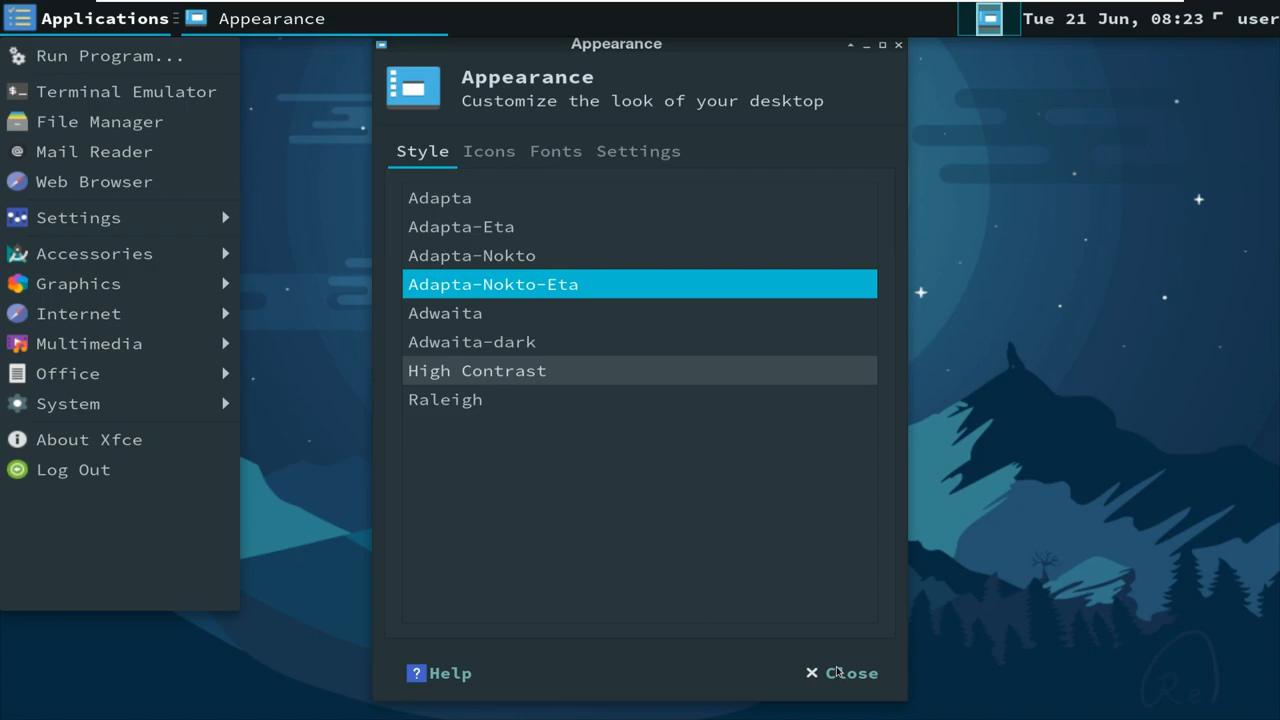 Applications
Appearance
Tue 21 Jun, 08:23
user
Run Program...
Terminal Emulator
File Manager
Mail Reader
Web Browser
Settings
Accessories
Graphics
Internet
Multimedia
Office
System
About Xfce
Log Out
Appearance
Appearance
Customize the look of your desktop
Style Icons Fonts Settings
Adapta
Adapta-Eta
Adapta-Nokto
Adapta-Nokto-Eta
Adwaita
Adwaita-dark
High Contrast
Raleigh
? Help
Close